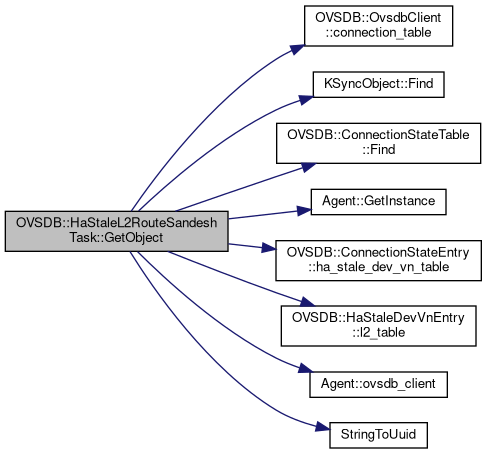 OVSDB::HaStaleL2RouteSandesh
Task::GetObject
OVSDB::OvsdbClient
::connection_table
KSyncObject::Find
OVSDB::ConnectionStateTable
::Find
Agent::GetInstance
OVSDB::ConnectionStateEntry
::ha_stale_dev_vn_table
OVSDB::HaStaleDevVnEntry
::l2_table
Agent::ovsdb_client
StringToUuid